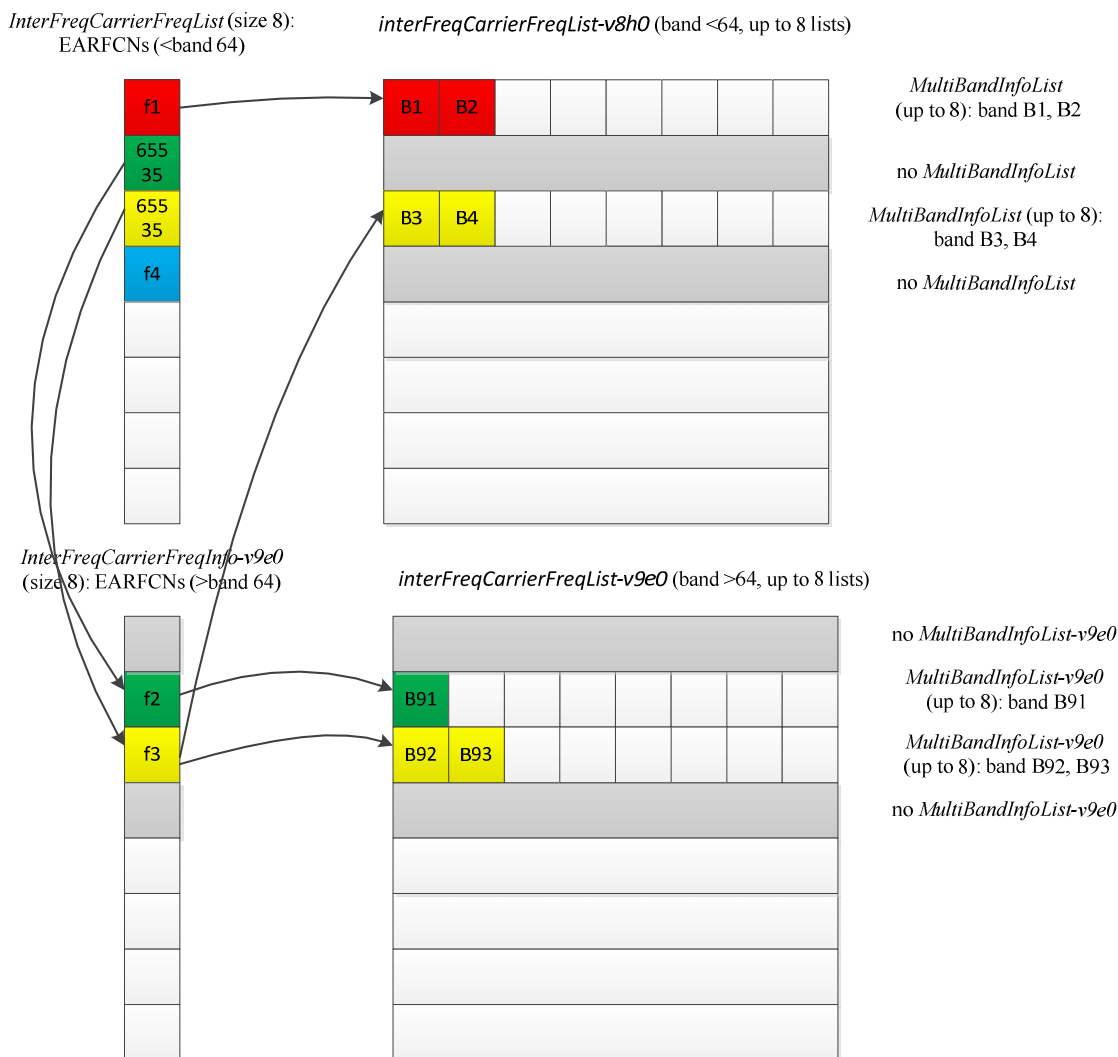 InterFreqCarrierFreqList (size 8):
EARFCNs (<band 64)
interFreqCarrierFreqList-v8h0 (band <64, up to 8 lists)
f1
B1 B2
MultiBandInfoList
(up to 8): band B1, B2
655
35
no MultiBandInfoList
655
35
B3 B4
MultiBandInfoList (up to 8):
band B3, B4
f4
no MultiBandInfoList
InterFreqCarrierFreqInfo-v9e0
(size 8): EARFCNs (>band 64)
interFreqCarrierFreqList-v9e0 (band >64, up to 8 lists)
no MultiBandInfoList-v9e0
f2
B91
MultiBandInfoList-v9e0
(up to 8): band B91
f3
B92 B93
MultiBandInfoList-v9e0
(up to 8): band B92, B93
no MultiBandInfoList-v9e0